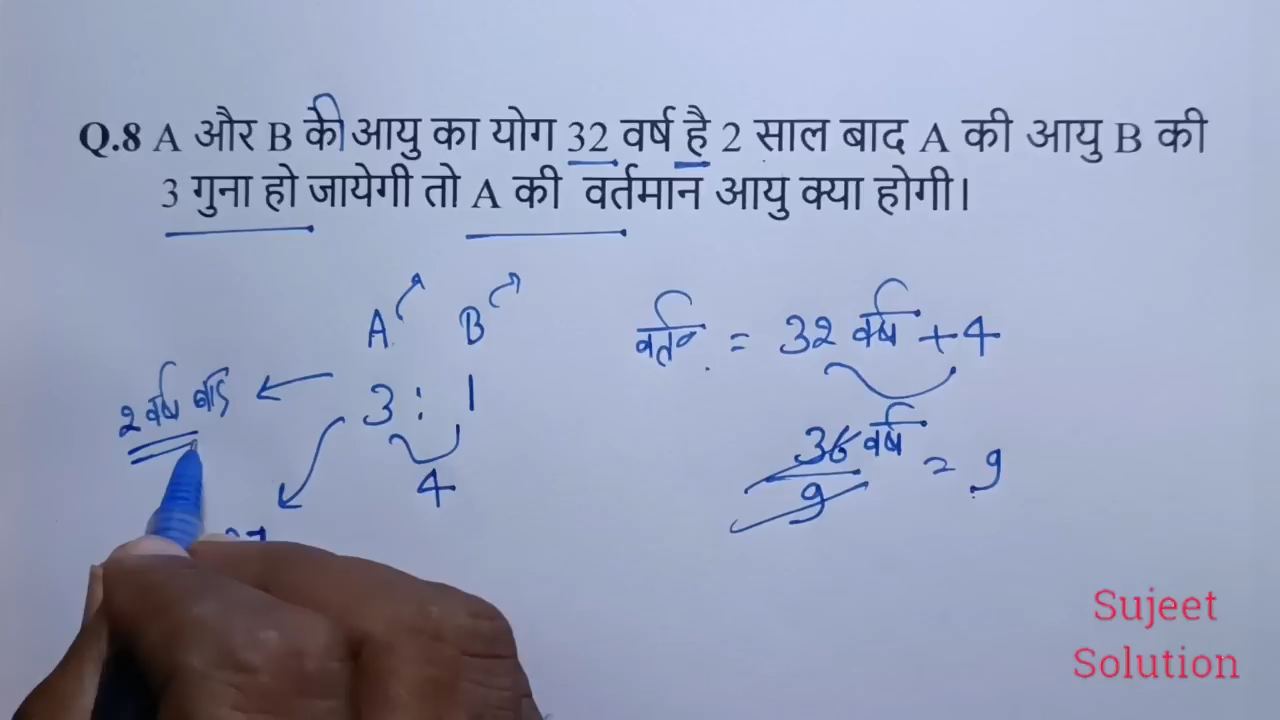 Q.8 A और B की आयु का योग 32 वर्ष है 2 साल बाद A की आयु B की
3 गुना हो जायेगी तो A की वर्तमान आयु क्या होगी।
A B
2 वर्ष बाद
3 : 1
4
वर्त॰ = 32 वर्ष + 4
36 वर्ष = 9
9
Sujeet
Solution